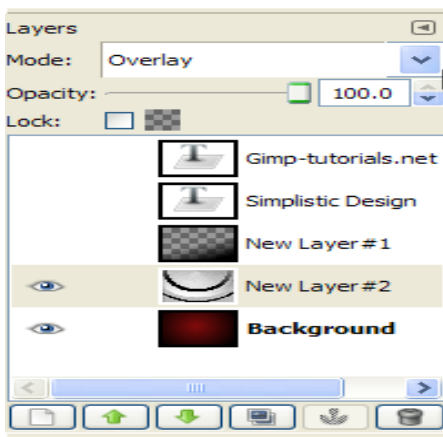 Layers
Mode: Overlay
Opacity: 100.0
Lock:
Gimp-tutorials.net
Simplistic Design
New Layer#1
New Layer#2
Background